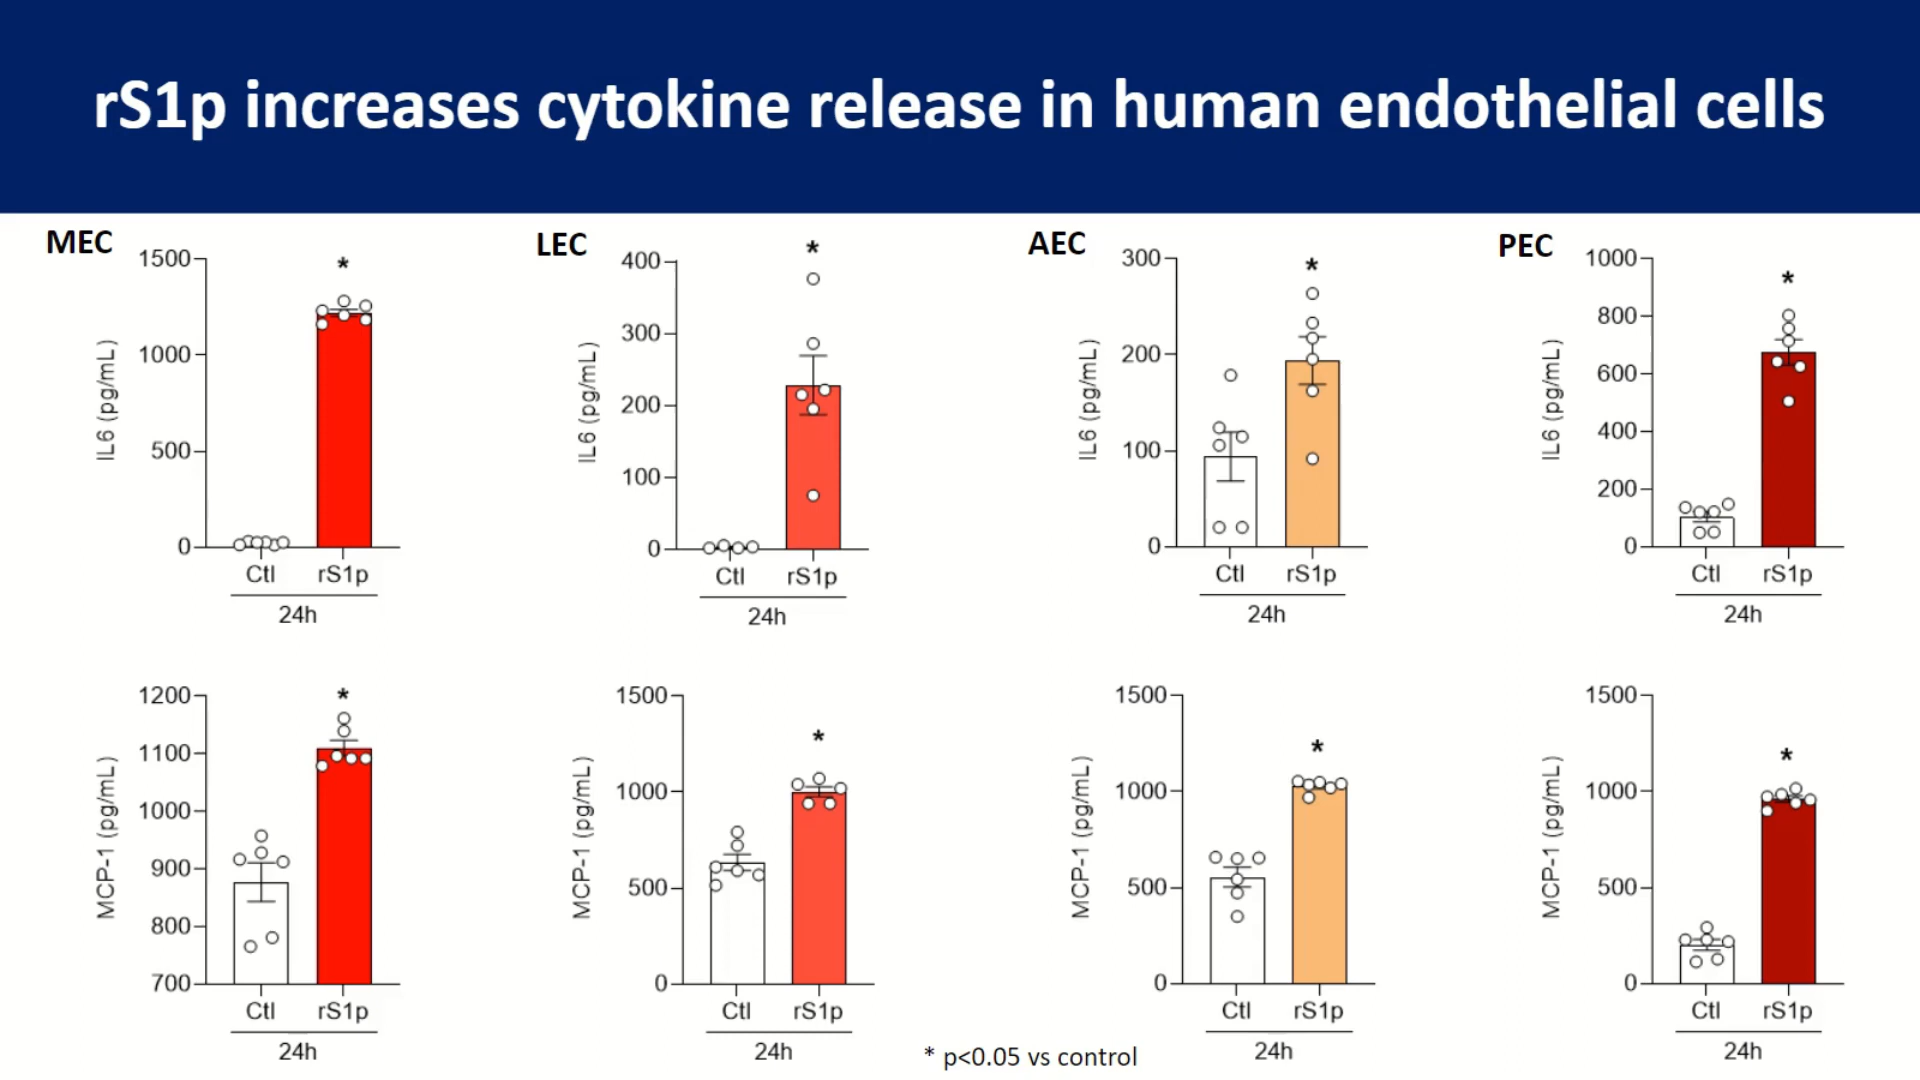 rS1p increases cytokine release in human endothelial cells
MEC
IL6 (pg/mL)
1500
1000
500
0
*
Ctl
rS1p
24h
LEC
IL6 (pg/mL)
400
300
200
100
0
*
Ctl
rS1p
24h
AEC
IL6 (pg/mL)
300
200
100
0
*
Ctl
rS1p
24h
PEC
IL6 (pg/mL)
1000
800
600
400
200
0
*
Ctl
rS1p
24h
MCP-1 (pg/mL)
1200
1100
1000
900
800
700
*
Ctl
rS1p
24h
MCP-1 (pg/mL)
1500
1000
500
0
*
Ctl
rS1p
24h
MCP-1 (pg/mL)
1500
1000
500
0
*
Ctl
rS1p
24h
MCP-1 (pg/mL)
1500
1000
500
0
*
Ctl
rS1p
24h
* p<0.05 vs control